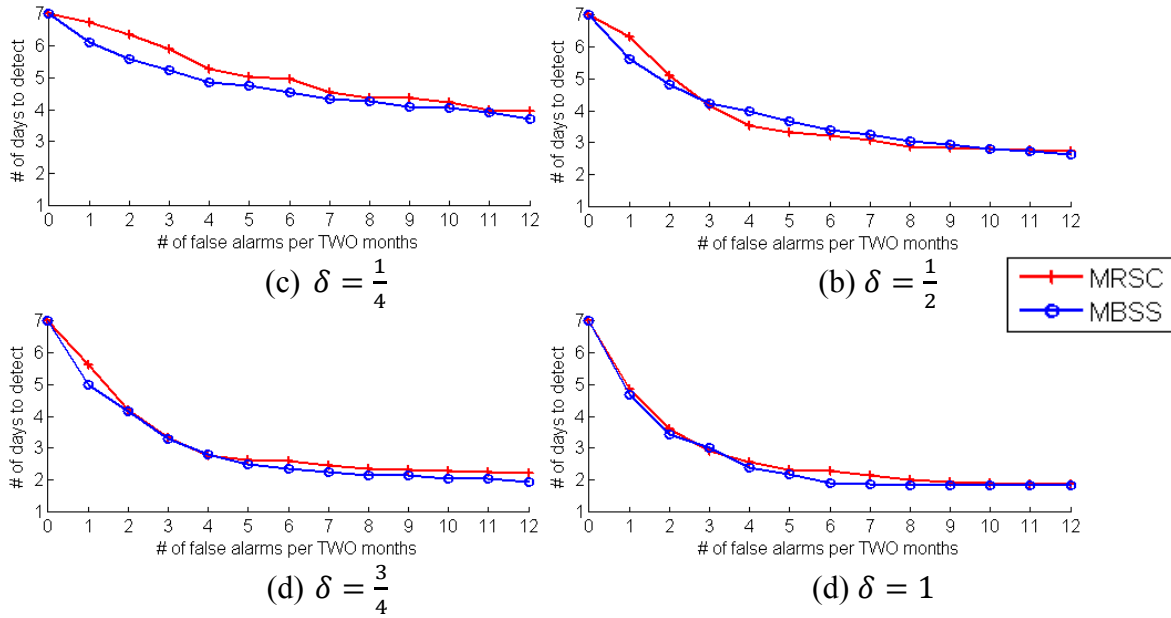 7
6
5
4
3
2
1
# of days to detect
0 1 2 3 4 5 6 7 8 9 10 11 12
# of false alarms per TWO months
(c) δ = 1/4
7
6
5
4
3
2
1
# of days to detect
0 1 2 3 4 5 6 7 8 9 10 11 12
# of false alarms per TWO months
(b) δ = 1/2
MRSC
MBSS
7
6
5
4
3
2
1
# of days to detect
0 1 2 3 4 5 6 7 8 9 10 11 12
# of false alarms per TWO months
(d) δ = 3/4
7
6
5
4
3
2
1
# of days to detect
0 1 2 3 4 5 6 7 8 9 10 11 12
# of false alarms per TWO months
(d) δ = 1